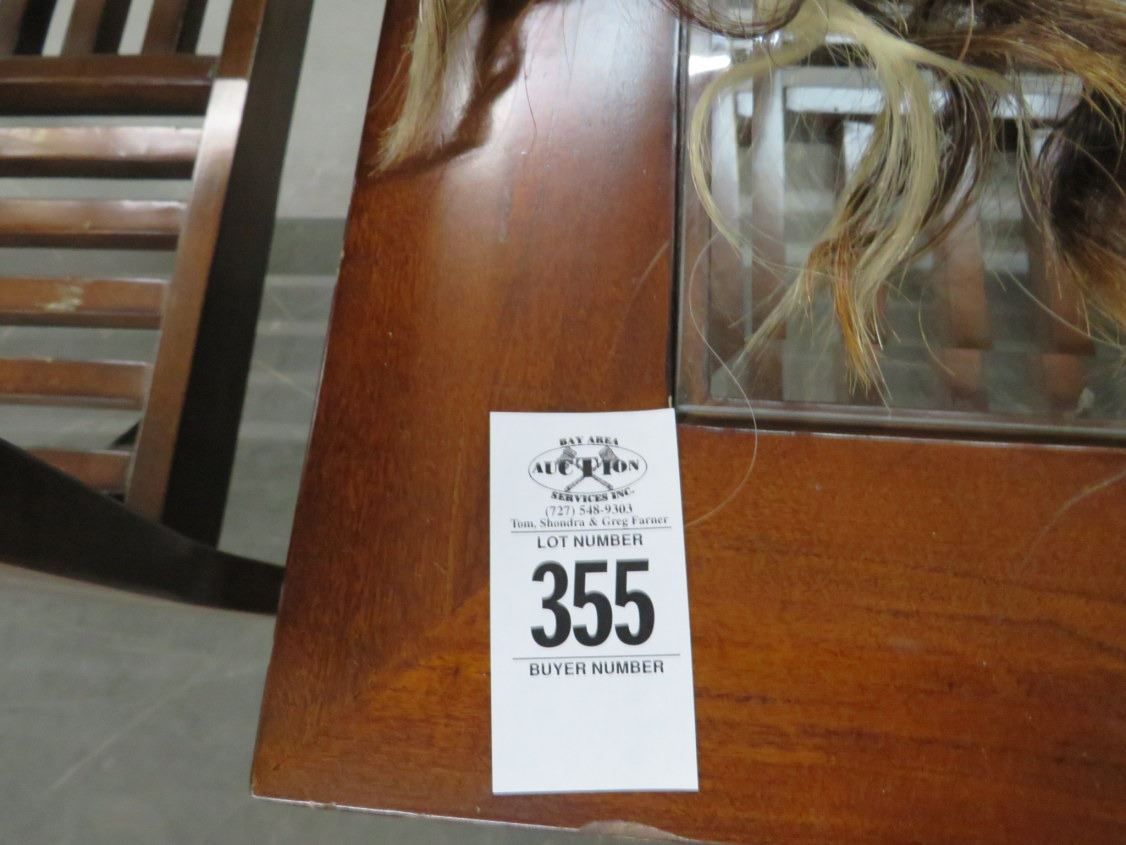 BAY AREA
AUCTION
SERVICES INC.
(727) 548-9303
Tom, Shondra & Greg Farner
LOT NUMBER
355
BUYER NUMBER